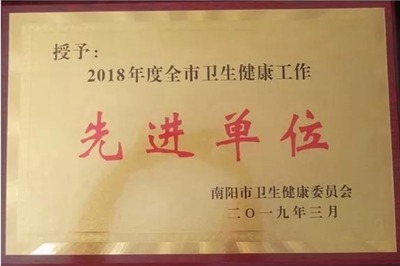 授予：
2018年度全市卫生健康工作
先进单位
南阳市卫生健康委员会
二〇一九年三月